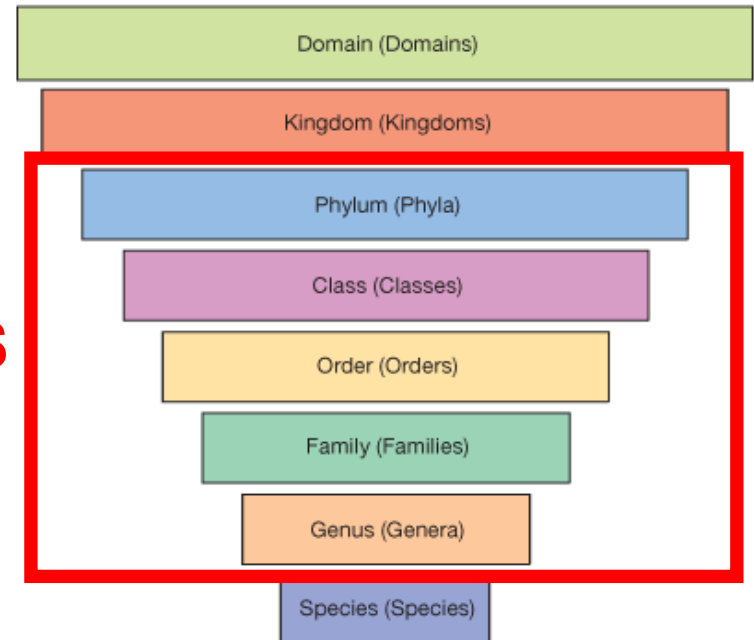 Domain (Domains)
Kingdom (Kingdoms)
Phylum (Phyla)
Class (Classes)
Order (Orders)
Family (Families)
Genus (Genera)
Species (Species)